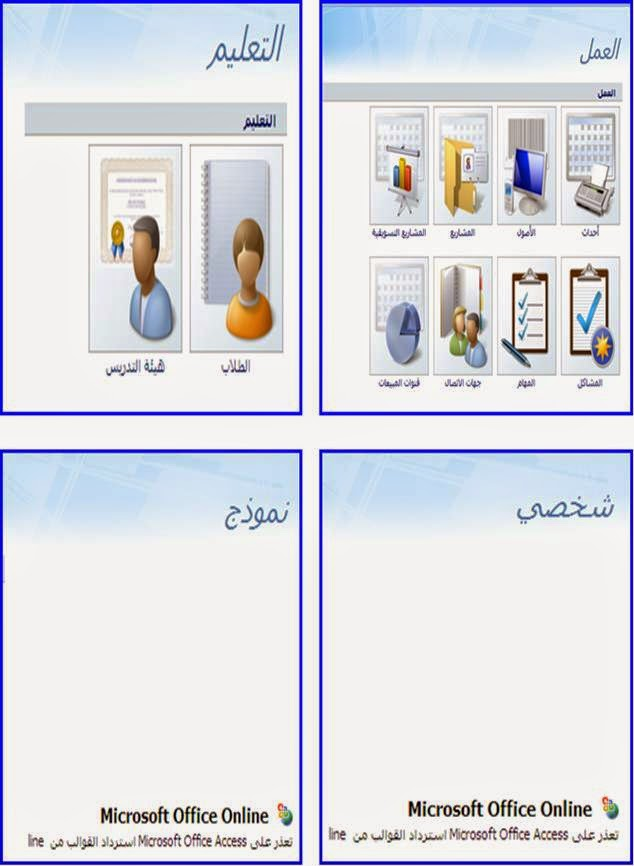 العمل
العمل
أحداث
الأصول
المشاريع
المشاريع التسويقية
المشاكل
المهام
جهات الاتصال
قنوات المبيعات
التعليم
التعليم
الطلاب
هيئة التدريس
شخصي
Microsoft Office Online
تعذر على Microsoft Office Access استرداد القوالب من line
نموذج
Microsoft Office Online
تعذر على Microsoft Office Access استرداد القوالب من line